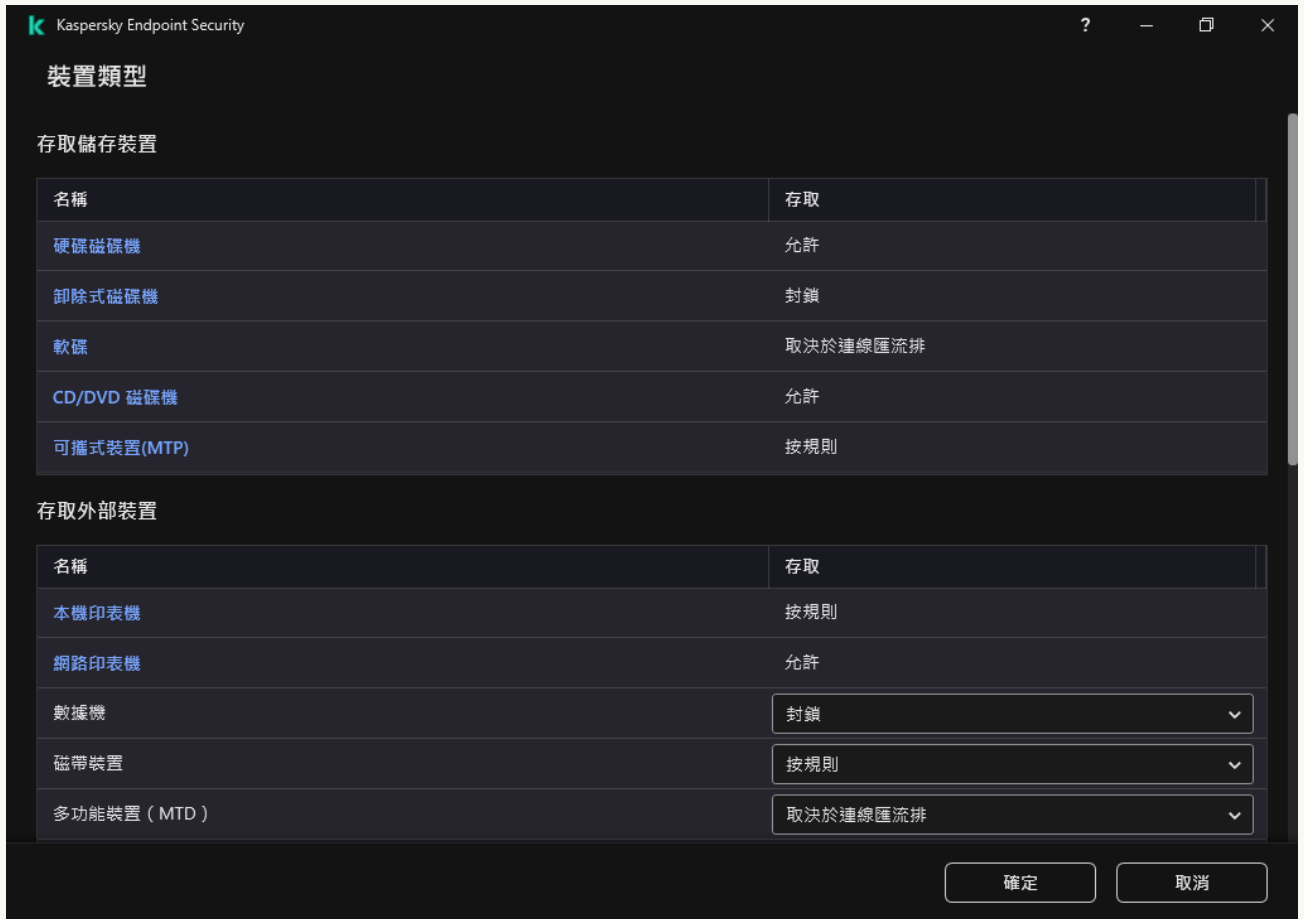 Kaspersky Endpoint Security
裝置類型
存取儲存裝置
名稱 存取
硬碟磁碟機 允許
卸除式磁碟機 封鎖
軟碟 取決於連線匯流排
CD/DVD 磁碟機 允許
可攜式裝置(MTP) 按規則
存取外部裝置
名稱 存取
本機印表機 按規則
網路印表機 允許
數據機 封鎖
磁帶裝置 按規則
多功能裝置（MTD） 取決於連線匯流排
確定 取消